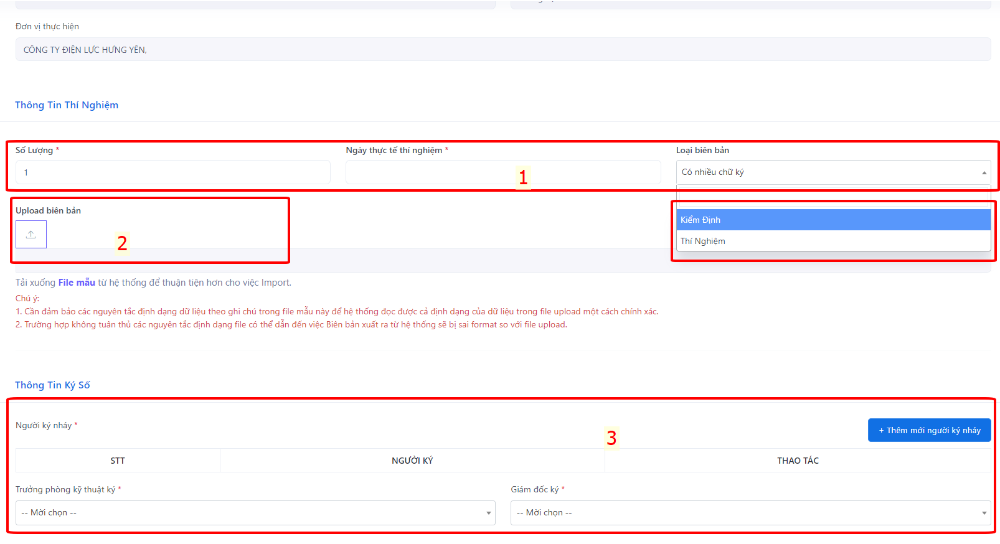 Đơn vị thực hiện
CÔNG TY ĐIỆN LỰC HƯNG YÊN,
Thông Tin Thí Nghiệm
Số Lượng * Ngày thực tế thí nghiệm * Loại biên bản
1 1 Có nhiều chữ ký
Upload biên bản
Kiểm Định
2 Thí Nghiệm
Tải xuống File mẫu từ hệ thống để thuận tiện hơn cho việc Import.
Chú ý:
1. Cần đảm bảo các nguyên tắc định dạng dữ liệu theo ghi chú trong file mẫu này để hệ thống đọc được cả định dạng của dữ liệu trong file upload một cách chính xác.
2. Trường hợp không tuân thủ các nguyên tắc định dạng file có thể dẫn đến việc Biên bản xuất ra từ hệ thống sẽ bị sai format so với file upload.
Thông Tin Ký Số
Người ký nháy * 3 + Thêm mới người ký nháy
STT NGƯỜI KÝ THAO TÁC
Trưởng phòng kỹ thuật ký * Giám đốc ký *
-- Mời chọn -- -- Mời chọn --